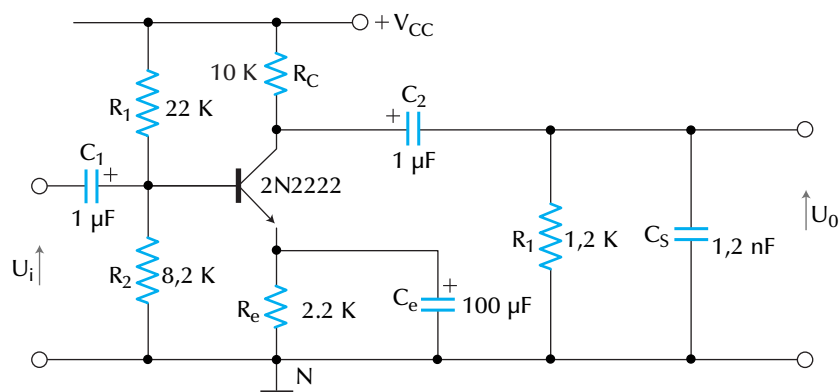 + V_CC
10 K R_C
R_1 22 K
C_2
+
1 µF
C_1 +
1 µF
2N2222
U_i
R_2 8,2 K
R_e 2.2 K
C_e +
100 µF
R_1 1,2 K
C_S 1,2 nF
U_0
N